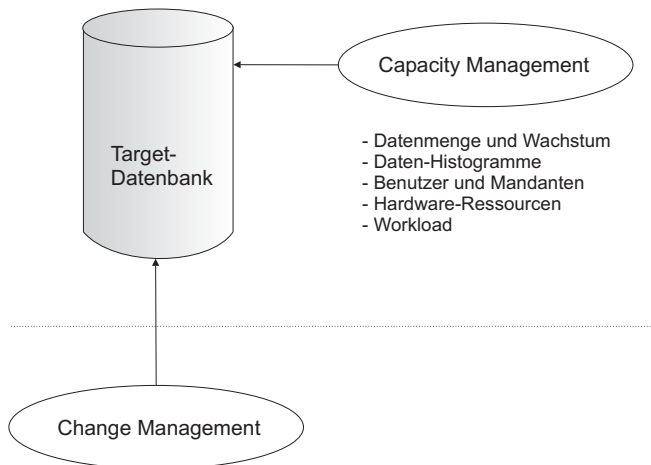 Capacity Management
Target-
Datenbank
- Datenmenge und Wachstum
- Daten-Histogramme
- Benutzer und Mandanten
- Hardware-Ressourcen
- Workload
Change Management